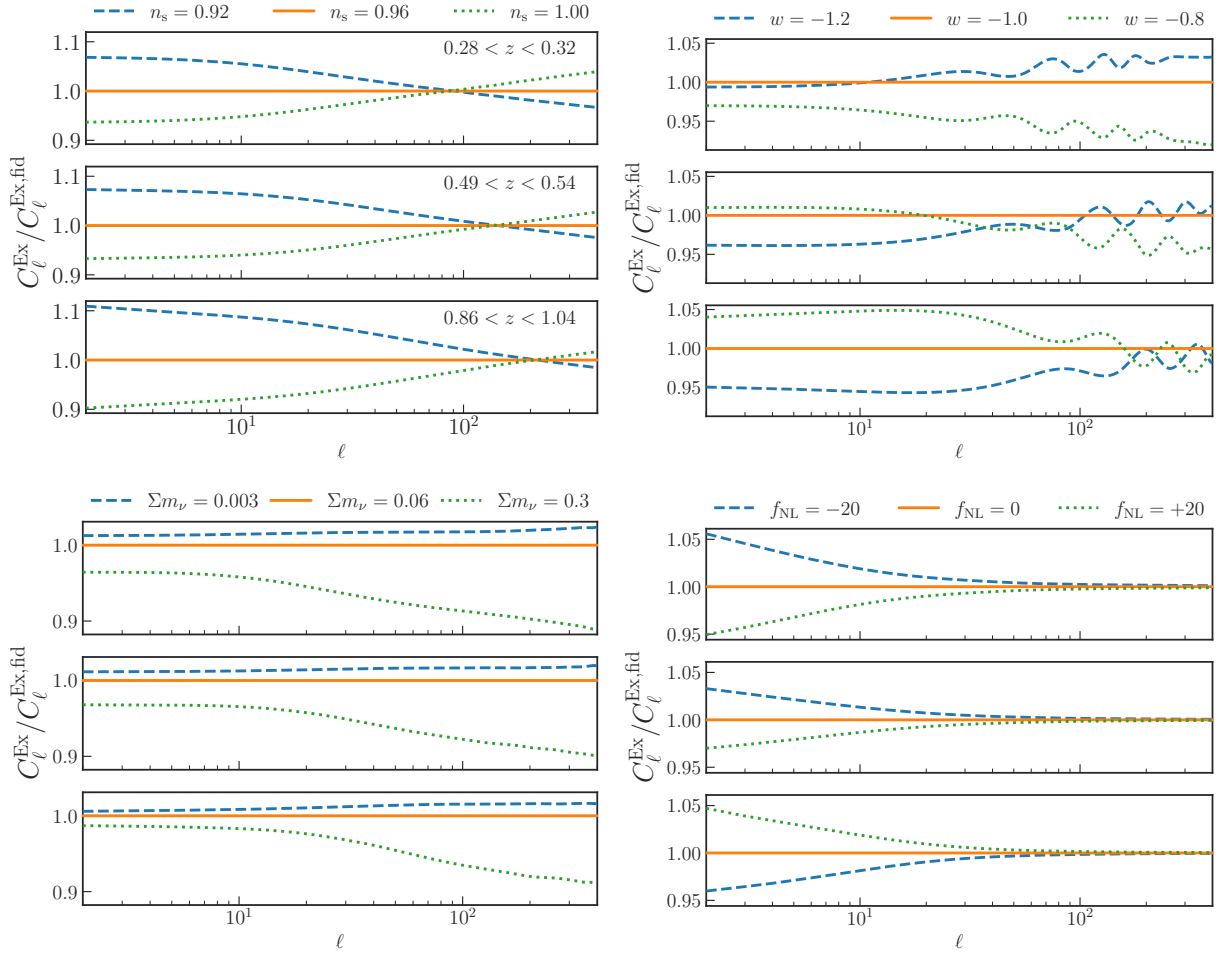 n_s = 0.92 n_s = 0.96 n_s = 1.00
0.28 < z < 0.32
1.1
1.0
0.9
0.49 < z < 0.54
1.1
1.0
0.9
0.86 < z < 1.04
1.1
1.0
0.9
C_ℓ^Ex/C_ℓ^Ex,fid
10^1 10^2
ℓ
w = −1.2 w = −1.0 w = −0.8
1.05
1.00
0.95
1.05
1.00
0.95
1.05
1.00
0.95
C_ℓ^Ex/C_ℓ^Ex,fid
10^1 10^2
ℓ
Σm_ν = 0.003 Σm_ν = 0.06 Σm_ν = 0.3
1.0
0.9
1.0
0.9
1.0
0.9
C_ℓ^Ex/C_ℓ^Ex,fid
10^1 10^2
ℓ
f_NL = −20 f_NL = 0 f_NL = +20
1.05
1.00
0.95
1.05
1.00
0.95
1.05
1.00
0.95
C_ℓ^Ex/C_ℓ^Ex,fid
10^1 10^2
ℓ